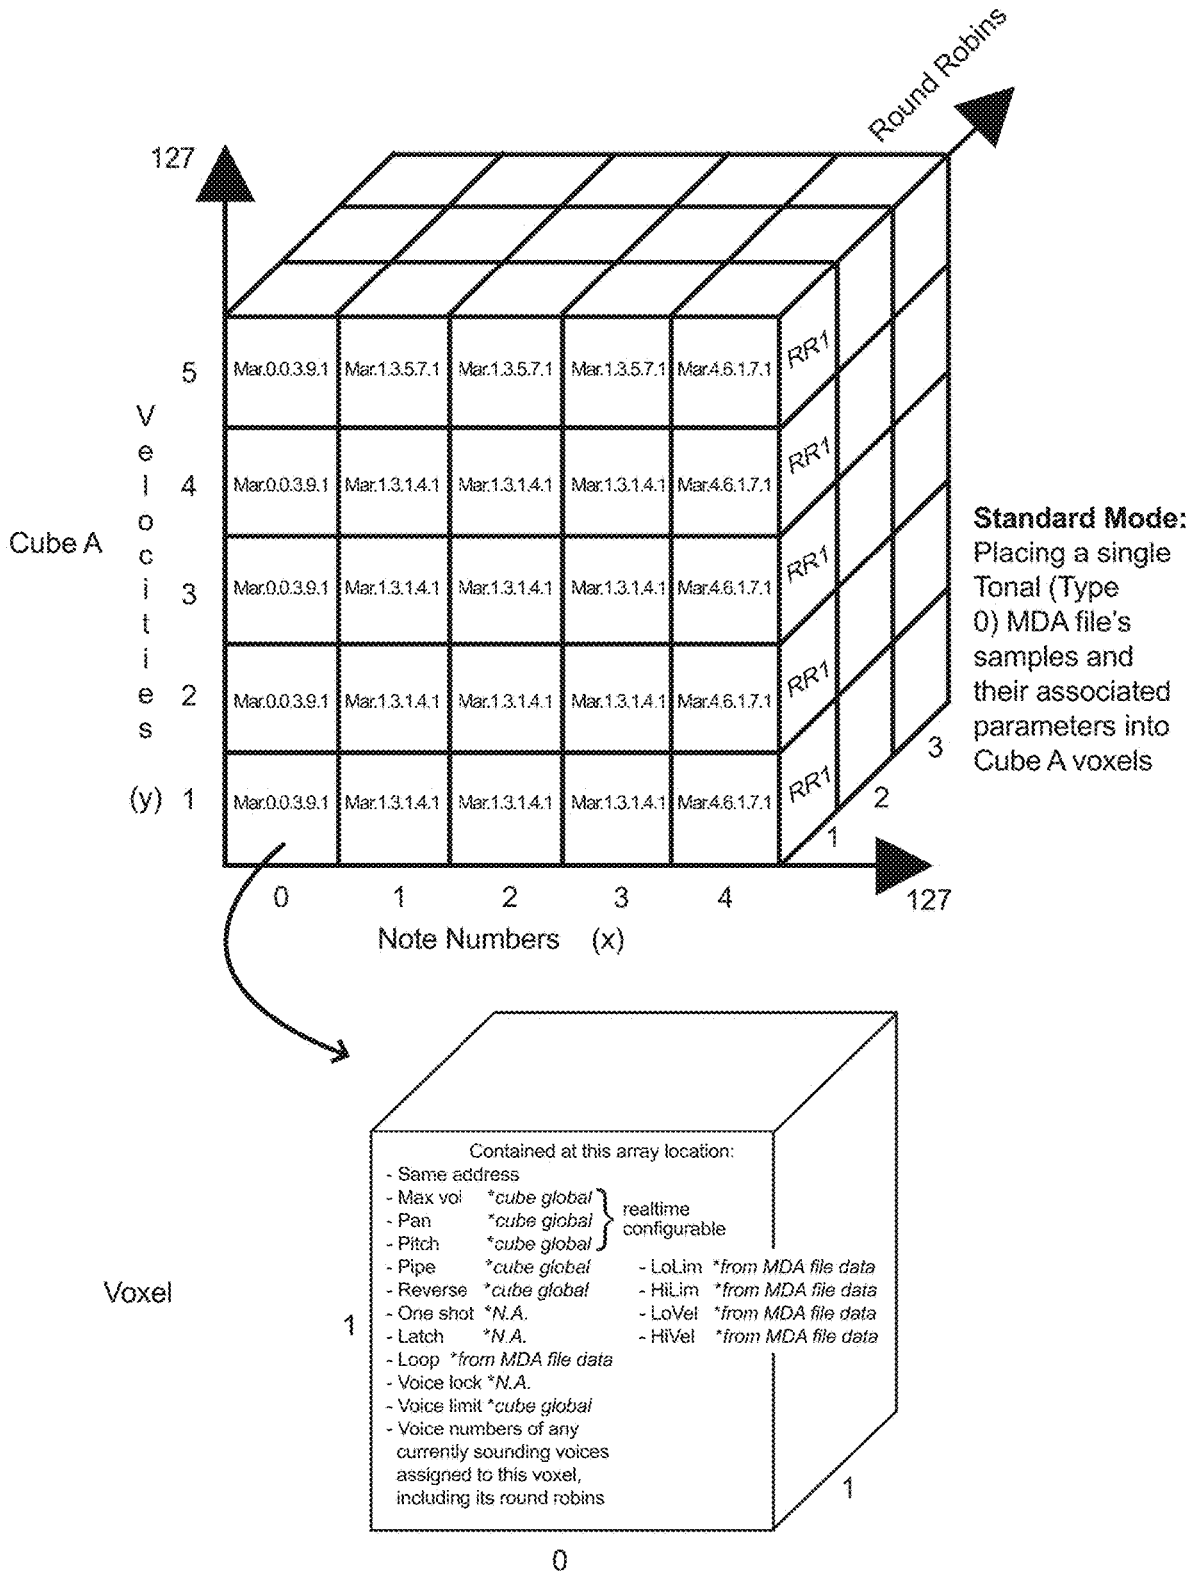 Round Robins
127
5 Mar.0.0.3.9.1 Mar.1.3.5.7.1 Mar.1.3.5.7.1 Mar.1.3.5.7.1 Mar.4.6.1.7.1 RR1
4 Mar.0.0.3.9.1 Mar.1.3.1.4.1 Mar.1.3.1.4.1 Mar.1.3.1.4.1 Mar.4.6.1.7.1 RR1
3 Mar.0.0.3.9.1 Mar.1.3.1.4.1 Mar.1.3.1.4.1 Mar.1.3.1.4.1 Mar.4.6.1.7.1 RR1
2 Mar.0.0.3.9.1 Mar.1.3.1.4.1 Mar.1.3.1.4.1 Mar.1.3.1.4.1 Mar.4.6.1.7.1 RR1
(y) 1 Mar.0.0.3.9.1 Mar.1.3.1.4.1 Mar.1.3.1.4.1 Mar.1.3.1.4.1 Mar.4.6.1.7.1 RR1
Velocities
Cube A
1 2 3
0 1 2 3 4 127
Note Numbers (x)
Standard Mode:
Placing a single
Tonal (Type
0) MDA file's
samples and
their associated
parameters into
Cube A voxels
Voxel
Contained at this array location:
- Same address
- Max vol *cube global
- Pan *cube global
- Pitch *cube global
realtime
configurable
- Pipe *cube global
- Reverse *cube global
- One shot *N.A.
- Latch *N.A.
- Loop *from MDA file data
- Voice lock *N.A.
- Voice limit *cube global
- Voice numbers of any
currently sounding voices
assigned to this voxel,
including its round robins
- LoLim *from MDA file data
- HiLim *from MDA file data
- LoVel *from MDA file data
- HiVel *from MDA file data
1
1
0